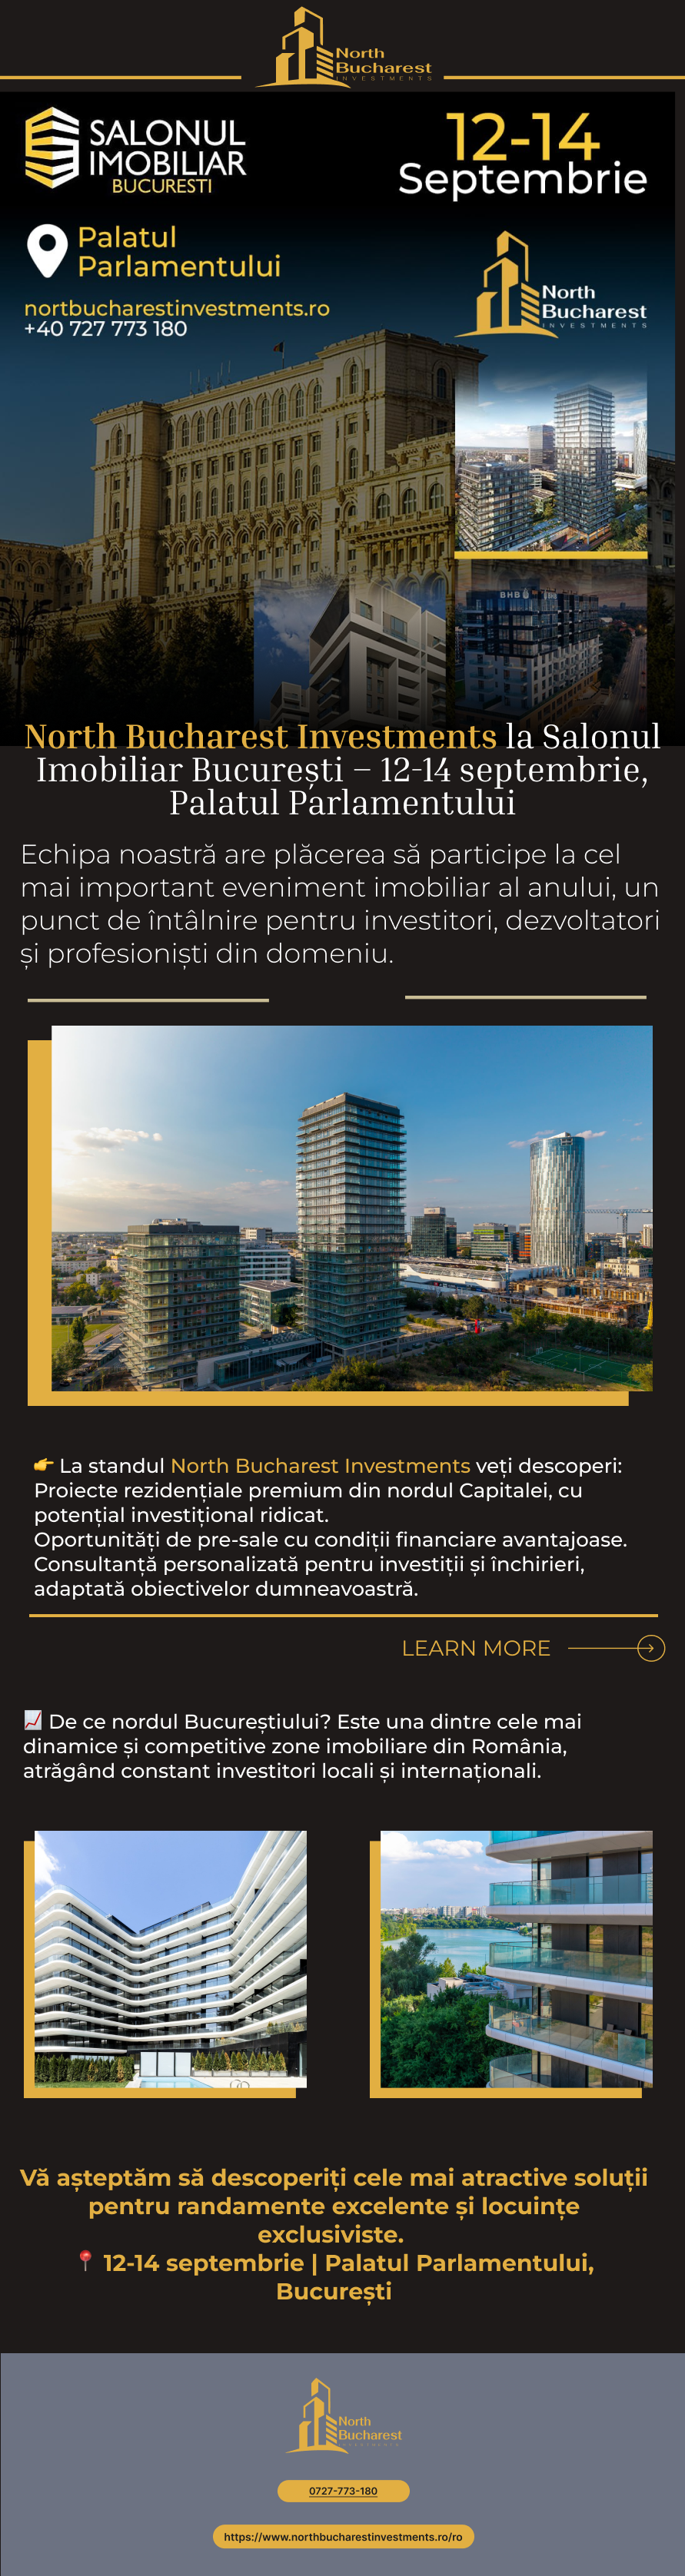 North
Bucharest
INVESTMENTS
SALONUL
IMOBILIAR
BUCURESTI
12-14
Septembrie
Palatul
Parlamentului
nortbucharestinvestments.ro
+40 727 773 180
North
Bucharest
INVESTMENTS
BHB
North Bucharest Investments la Salonul
Imobiliar București – 12-14 septembrie,
Palatul Parlamentului
Echipa noastră are plăcerea să participe la cel
mai important eveniment imobiliar al anului, un
punct de întâlnire pentru investitori, dezvoltatori
și profesioniști din domeniu.
👉 La standul North Bucharest Investments veți descoperi:
Proiecte rezidențiale premium din nordul Capitalei, cu
potențial investițional ridicat.
Oportunități de pre-sale cu condiții financiare avantajoase.
Consultanță personalizată pentru investiții și închirieri,
adaptată obiectivelor dumneavoastră.
LEARN MORE
📈 De ce nordul Bucureștiului? Este una dintre cele mai
dinamice și competitive zone imobiliare din România,
atrăgând constant investitori locali și internaționali.
Vă așteptăm să descoperiți cele mai atractive soluții
pentru randamente excelente și locuințe
exclusiviste.
📍 12-14 septembrie | Palatul Parlamentului,
București
North
Bucharest
INVESTMENTS
0727-773-180
https://www.northbucharestinvestments.ro/ro